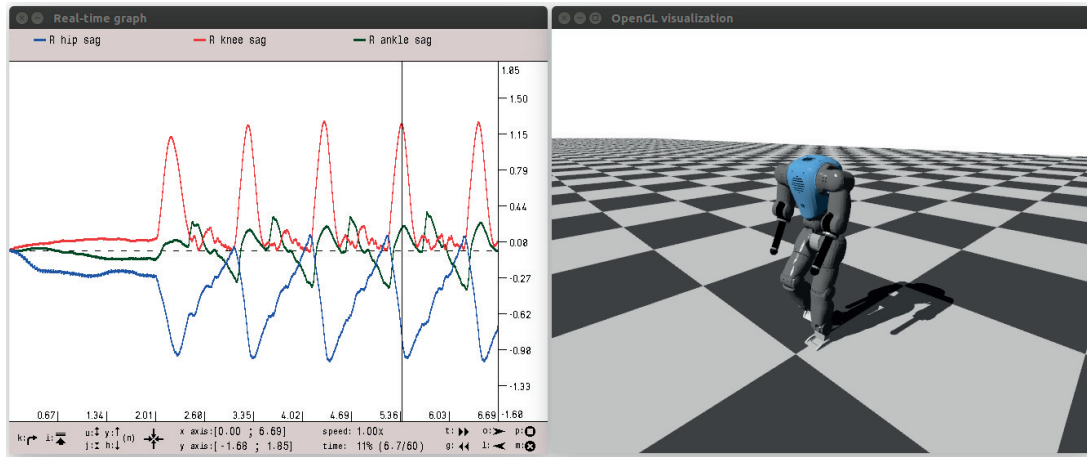 Real-time graph
R hip sag R knee sag R ankle sag
1.85
1.50
1.15
0.79
0.44
0.08
-0.27
-0.62
-0.98
-1.33
-1.68
0.67 1.34 2.01 2.68 3.35 4.02 4.69 5.36 6.03 6.69
k: i: u: y: (n) x axis:[0.00 ; 6.69] speed: 1.00% t: o: p:
j: h: y axis:[-1.68 ; 1.85] time: 11% (6.7/60) g: l: m:
OpenGL visualization